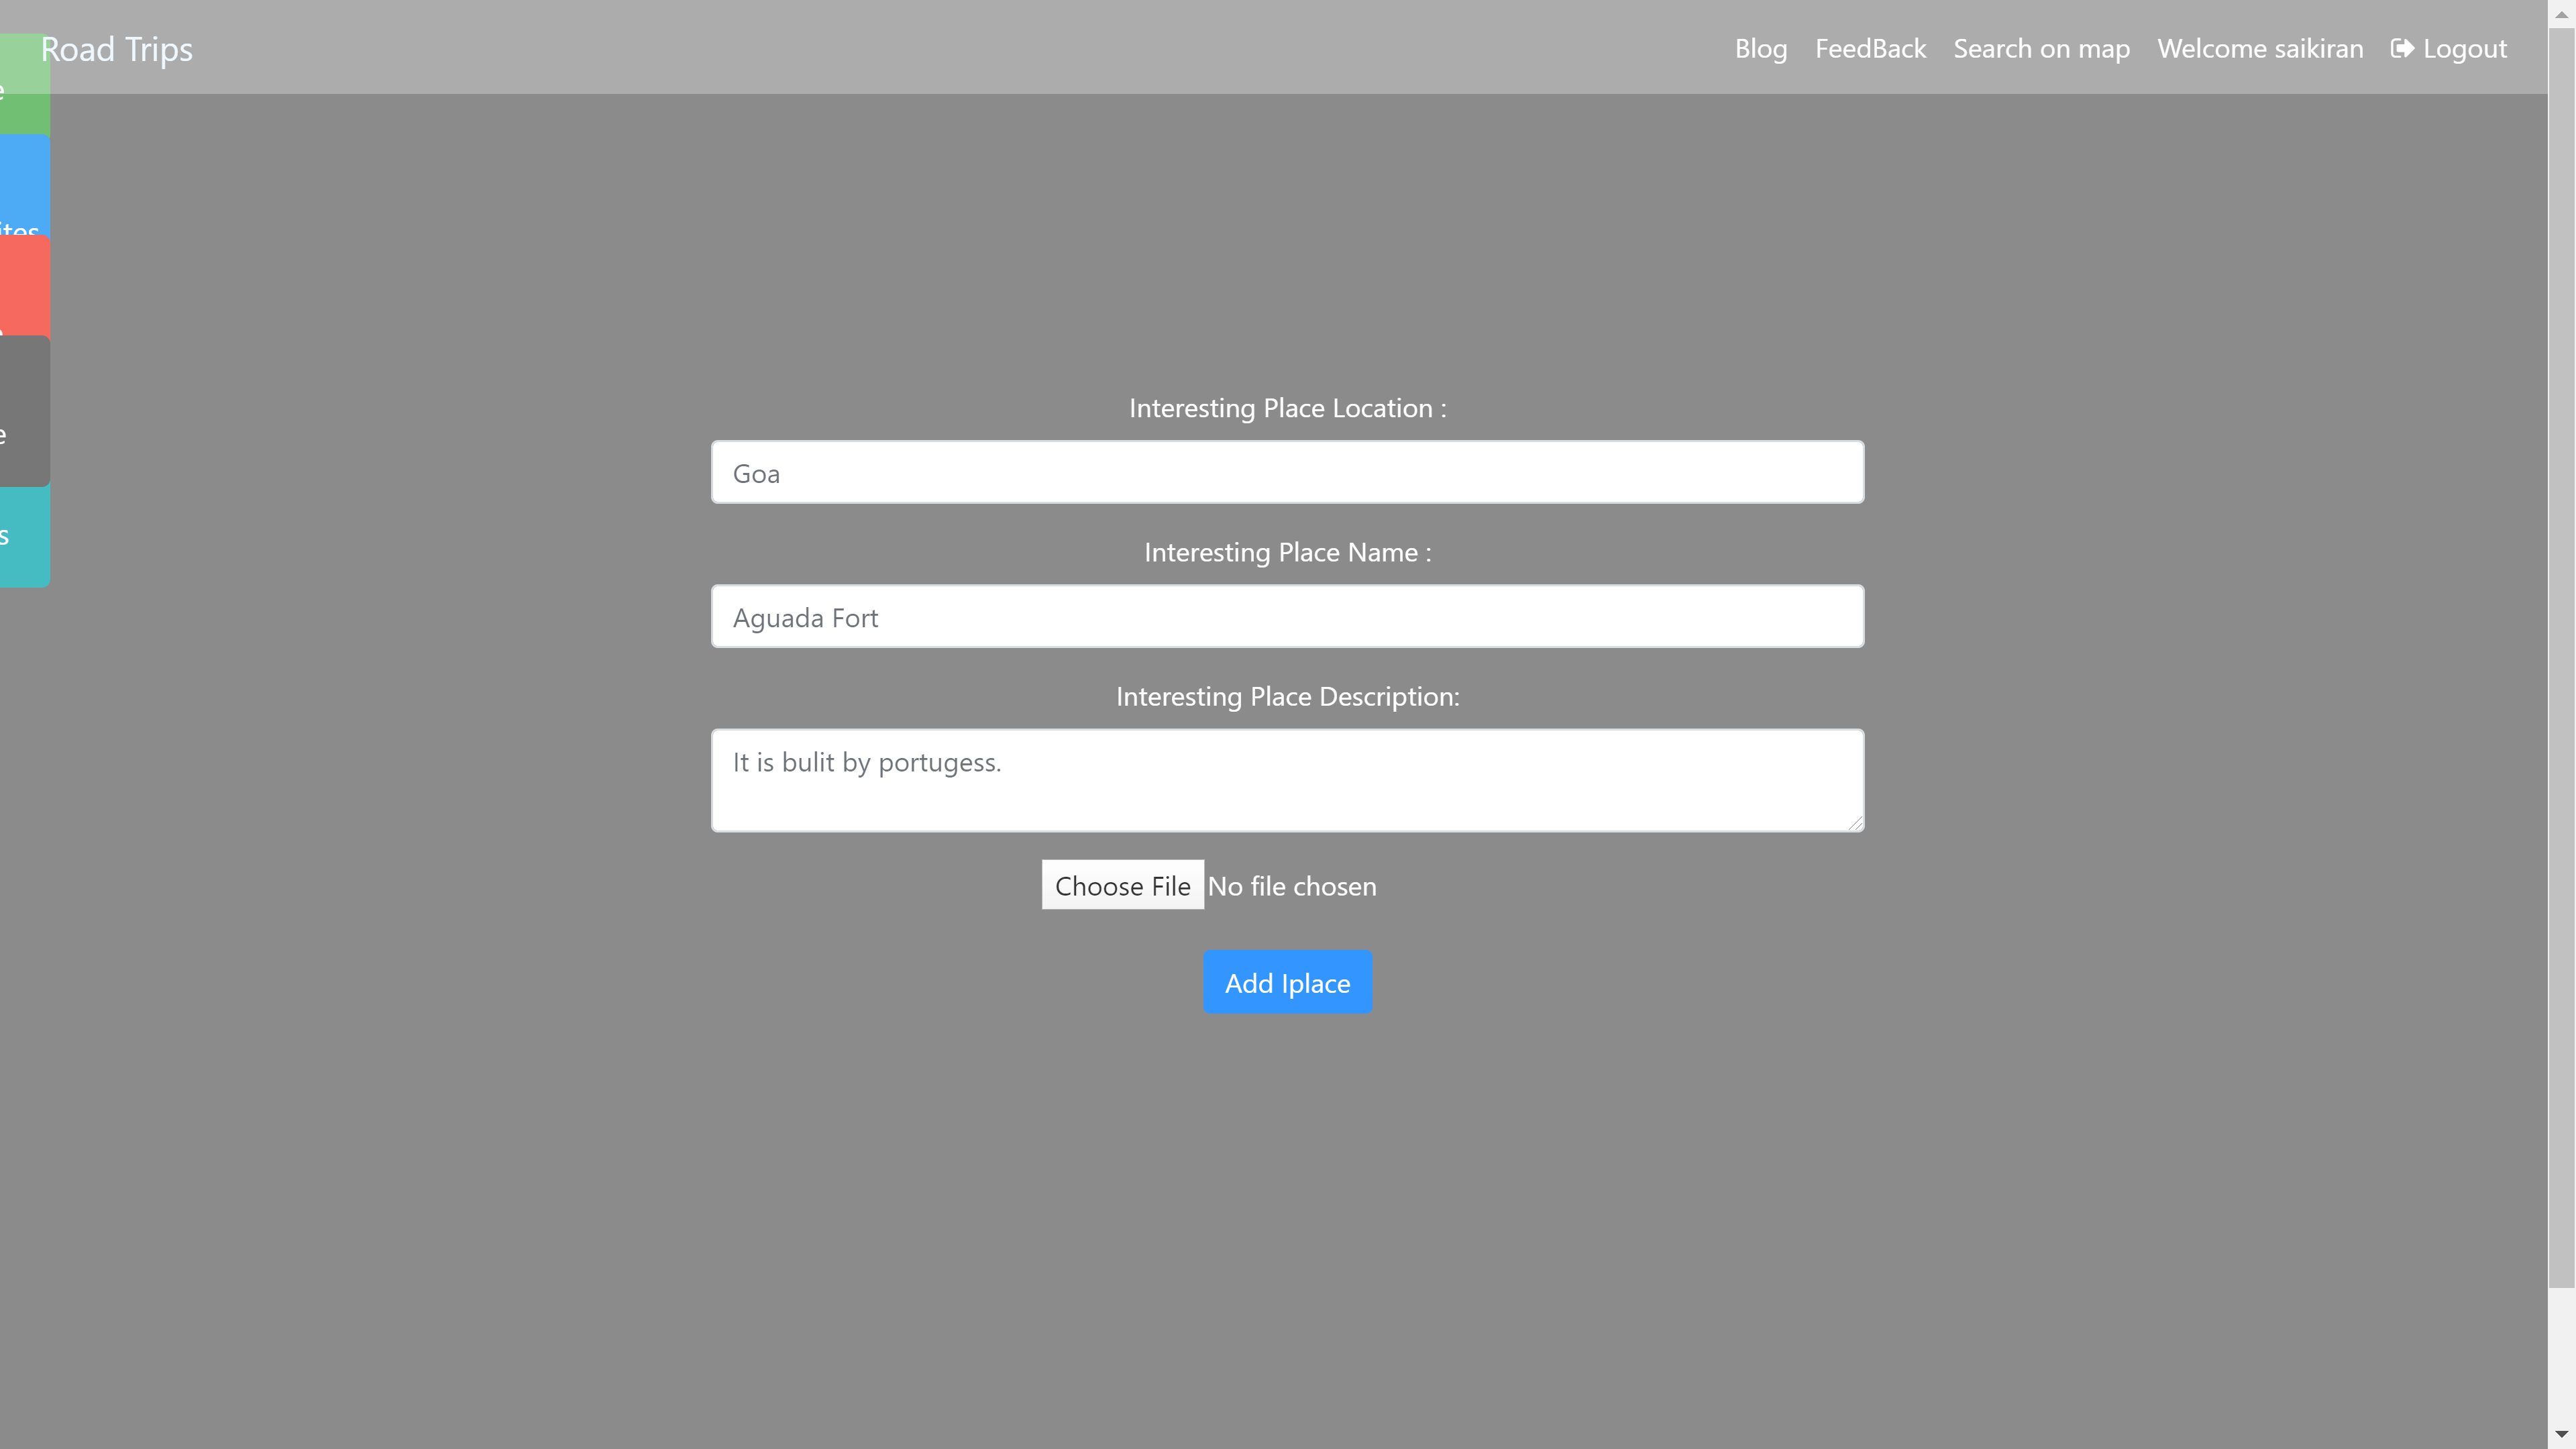 Road Trips
Blog FeedBack Search on map Welcome saikiran Logout
Interesting Place Location :
Goa
Interesting Place Name :
Aguada Fort
Interesting Place Description:
It is bulit by portugess.
Choose File No file chosen
Add Iplace